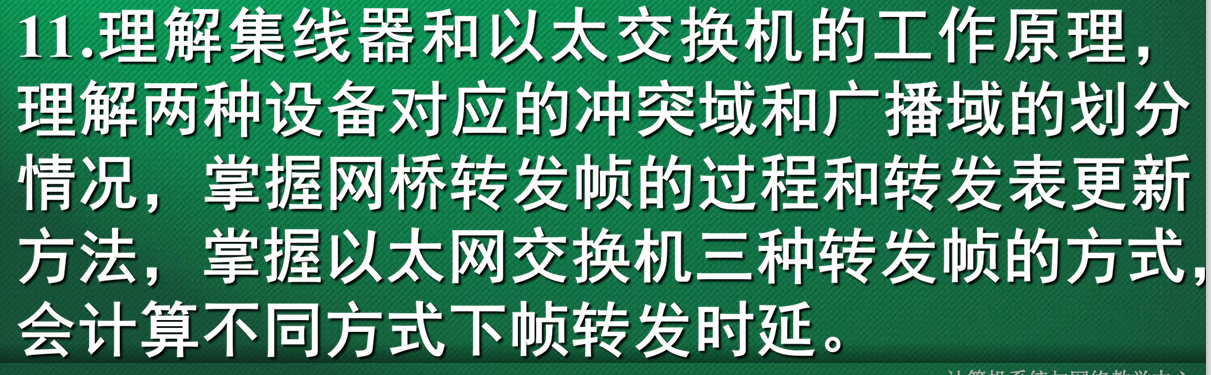 11.理解集线器和以太交换机的工作原理，
理解两种设备对应的冲突域和广播域的划分
情况，掌握网桥转发帧的过程和转发表更新
方法，掌握以太网交换机三种转发帧的方式，
会计算不同方式下帧转发时延。